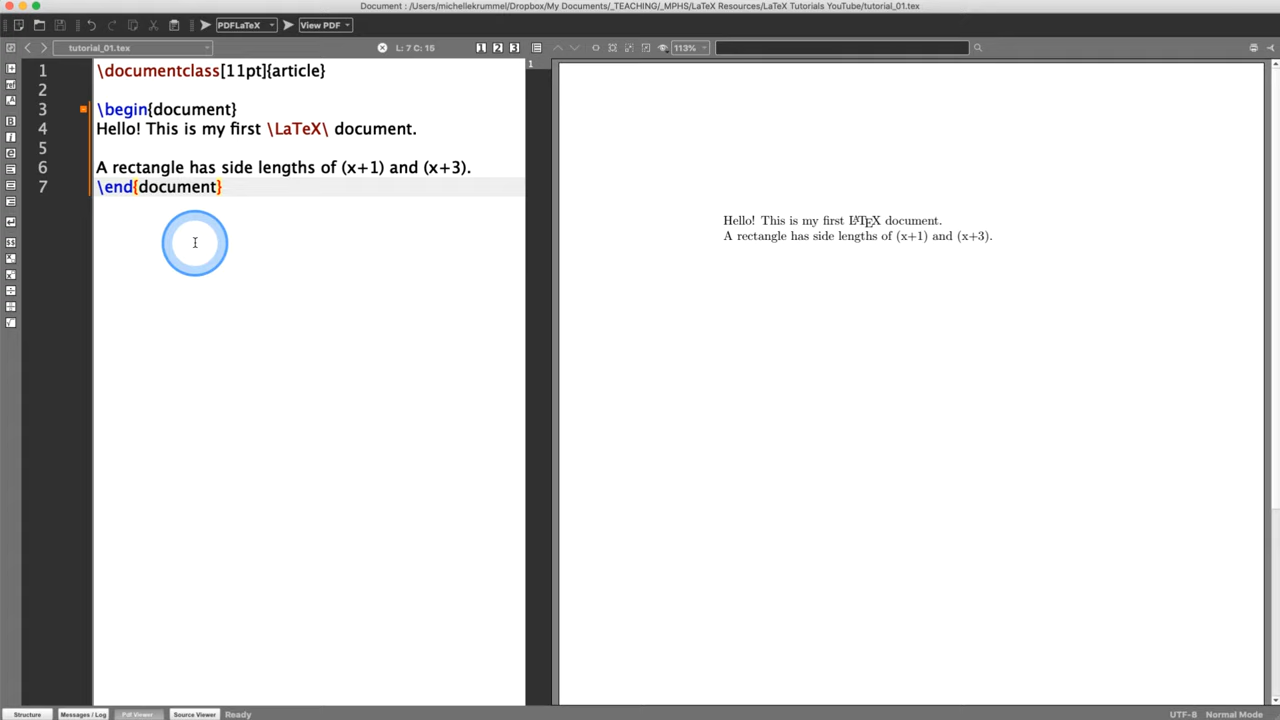 Document : /Users/michellekrummel/Dropbox/My Documents/_TEACHING/_MPHS/LaTeX Resources/LaTeX Tutorials YouTube/tutorial_01.tex
PDFLaTeX View PDF
tutorial_01.tex L: 7 C: 15 1 2 3 113%
1 \documentclass[11pt]{article}
2
3 \begin{document}
4 Hello! This is my first \LaTeX\ document.
5
6 A rectangle has side lengths of (x+1) and (x+3).
7 \end{document}
1
Hello! This is my first LATEX document.
A rectangle has side lengths of (x+1) and (x+3).
Structure Messages / Log Pdf Viewer Source Viewer Ready UTF-8 Normal Mode